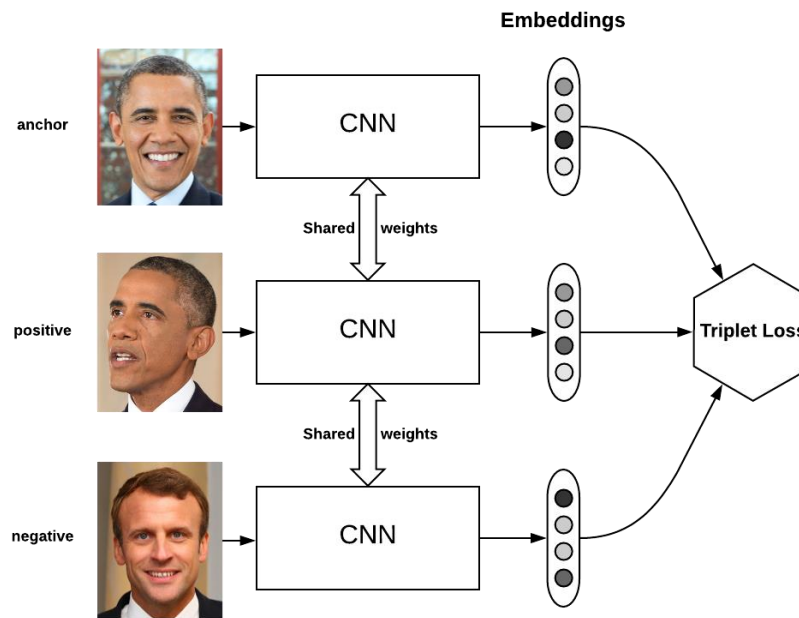 Embeddings
anchor
CNN
Shared weights
positive
CNN
Triplet Loss
Shared weights
negative
CNN